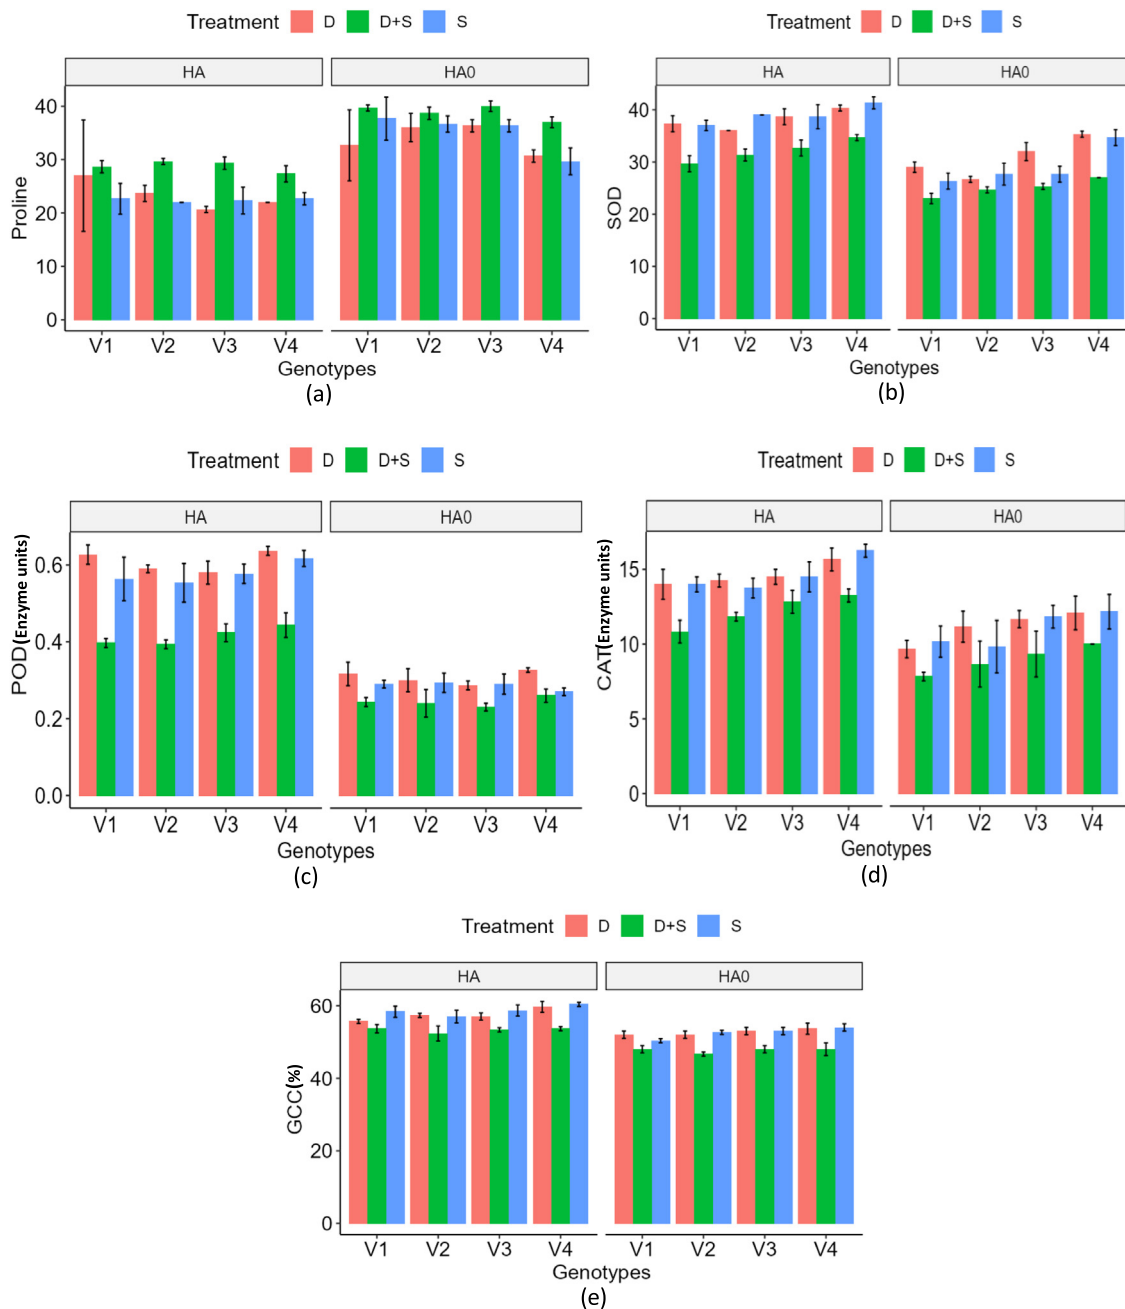 Treatment D D+S S
HA HA0
Proline
40
30
20
10
0
V1 V2 V3 V4 V1 V2 V3 V4
Genotypes
(a)
Treatment D D+S S
HA HA0
SOD
40
30
20
10
0
V1 V2 V3 V4 V1 V2 V3 V4
Genotypes
(b)
Treatment D D+S S
HA HA0
POD(Enzyme units)
0.6
0.4
0.2
0.0
V1 V2 V3 V4 V1 V2 V3 V4
Genotypes
(c)
Treatment D D+S S
HA HA0
CAT(Enzyme units)
15
10
5
0
V1 V2 V3 V4 V1 V2 V3 V4
Genotypes
(d)
Treatment D D+S S
HA HA0
GCC(%)
60
40
20
0
V1 V2 V3 V4 V1 V2 V3 V4
Genotypes
(e)